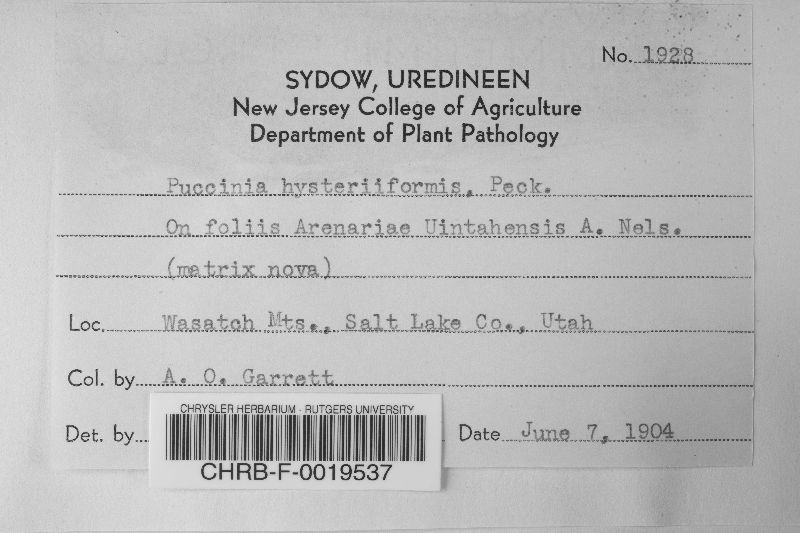 No. 1928
SYDOW, UREDINEEN
New Jersey College of Agriculture
Department of Plant Pathology
Puccinia hysteriiformis, Peck.
On foliis Arenariae Uintahensis A. Nels.
(matrix nova)
Loc. Wasatch Mts., Salt Lake Co., Utah
Col. by A. O. Garrett
Det. by Date June 7, 1904
CHRYSLER HERBARIUM - RUTGERS UNIVERSITY
CHRB-F-0019537